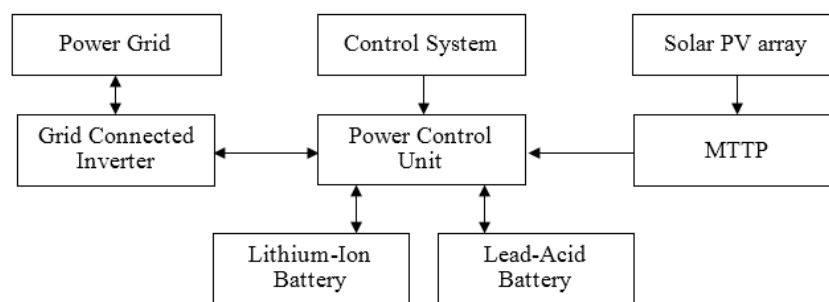 Power Grid
Control System
Solar PV array
Grid Connected
Inverter
Power Control
Unit
MTTP
Lithium-Ion
Battery
Lead-Acid
Battery